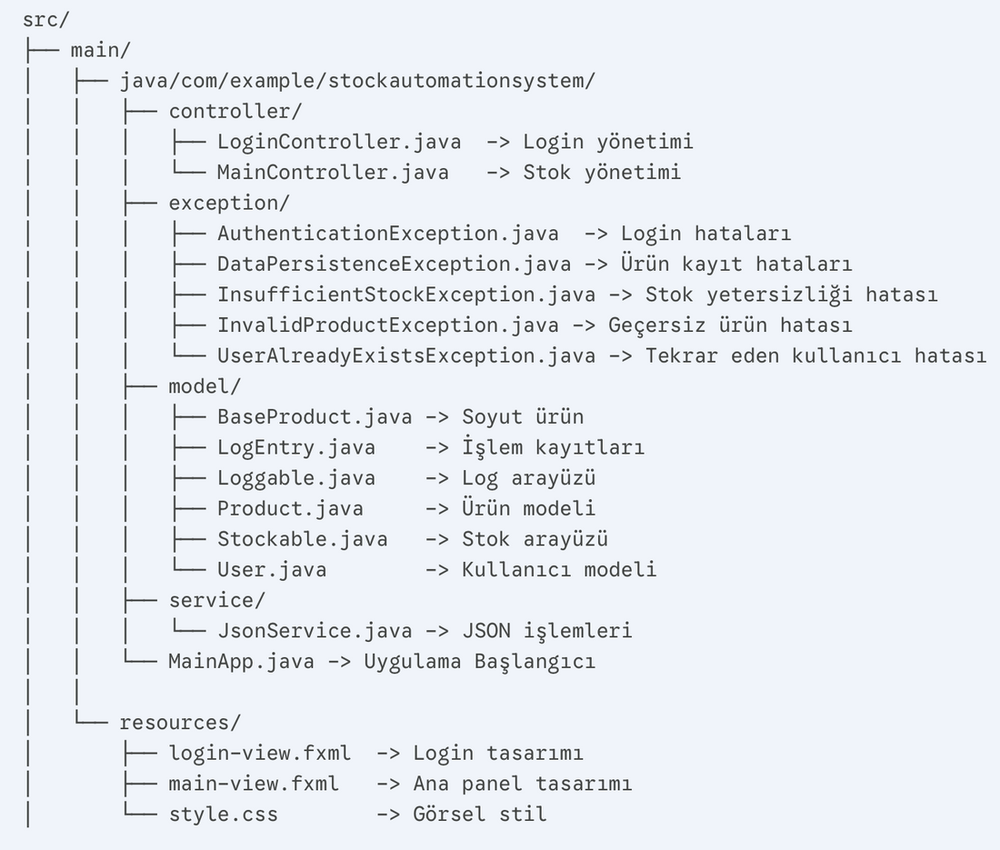 src/
├── main/
│   ├── java/com/example/stockautomationsystem/
│   │   ├── controller/
│   │   │   ├── LoginController.java  -> Login yönetimi
│   │   │   └── MainController.java   -> Stok yönetimi
│   │   ├── exception/
│   │   │   ├── AuthenticationException.java  -> Login hataları
│   │   │   ├── DataPersistenceException.java -> Ürün kayıt hataları
│   │   │   ├── InsufficientStockException.java -> Stok yetersizliği hatası
│   │   │   ├── InvalidProductException.java -> Geçersiz ürün hatası
│   │   │   └── UserAlreadyExistsException.java -> Tekrar eden kullanıcı hatası
│   │   ├── model/
│   │   │   ├── BaseProduct.java -> Soyut ürün
│   │   │   ├── LogEntry.java    -> İşlem kayıtları
│   │   │   ├── Loggable.java    -> Log arayüzü
│   │   │   ├── Product.java     -> Ürün modeli
│   │   │   ├── Stockable.java   -> Stok arayüzü
│   │   │   └── User.java        -> Kullanıcı modeli
│   │   ├── service/
│   │   │   └── JsonService.java -> JSON işlemleri
│   │   └── MainApp.java -> Uygulama Başlangıcı
│   │
│   └── resources/
│       ├── login-view.fxml  -> Login tasarımı
│       ├── main-view.fxml   -> Ana panel tasarımı
│       └── style.css        -> Görsel stil